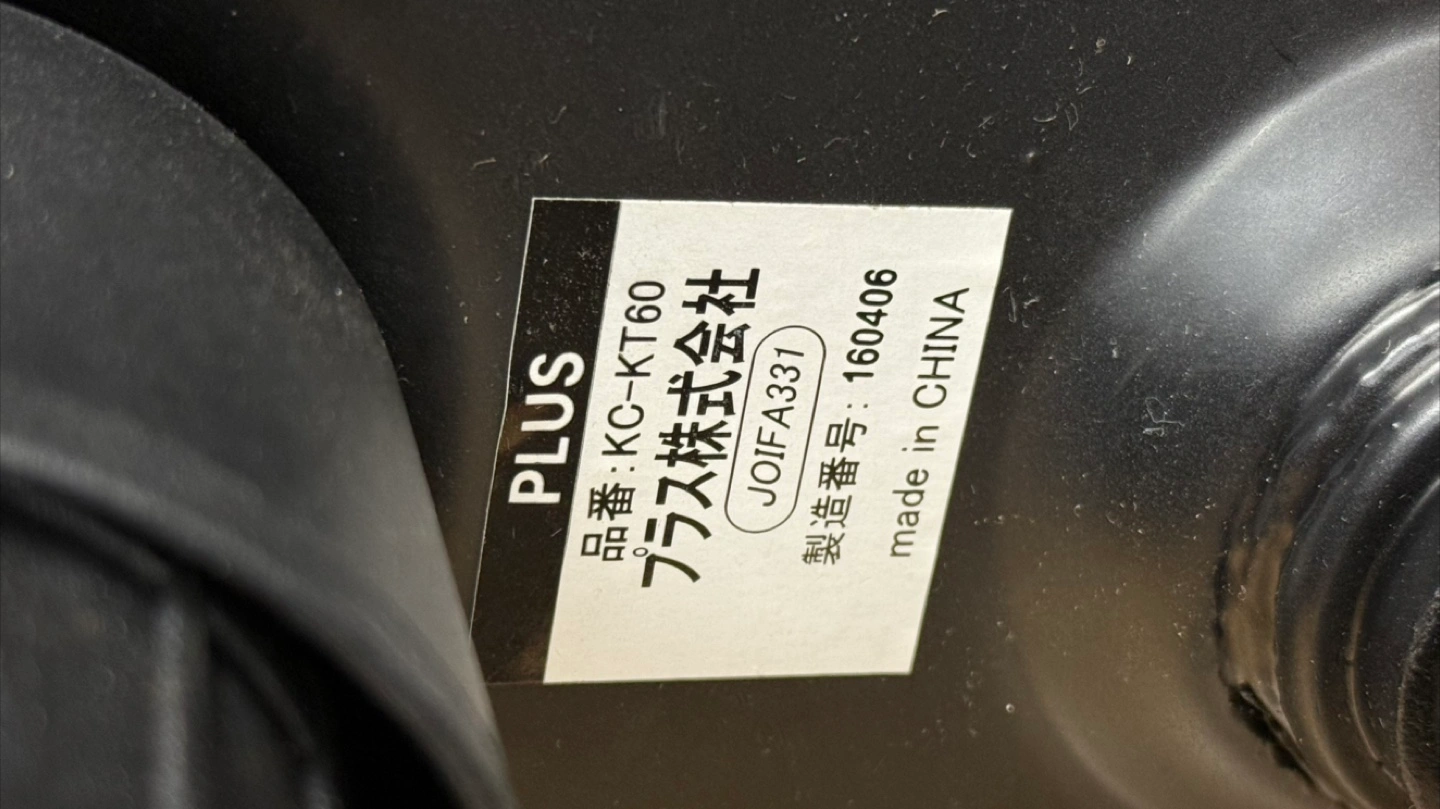 PLUS
品番:KC-KT60
プラス株式会社
JOIFA331
製造番号:160406
made in CHINA